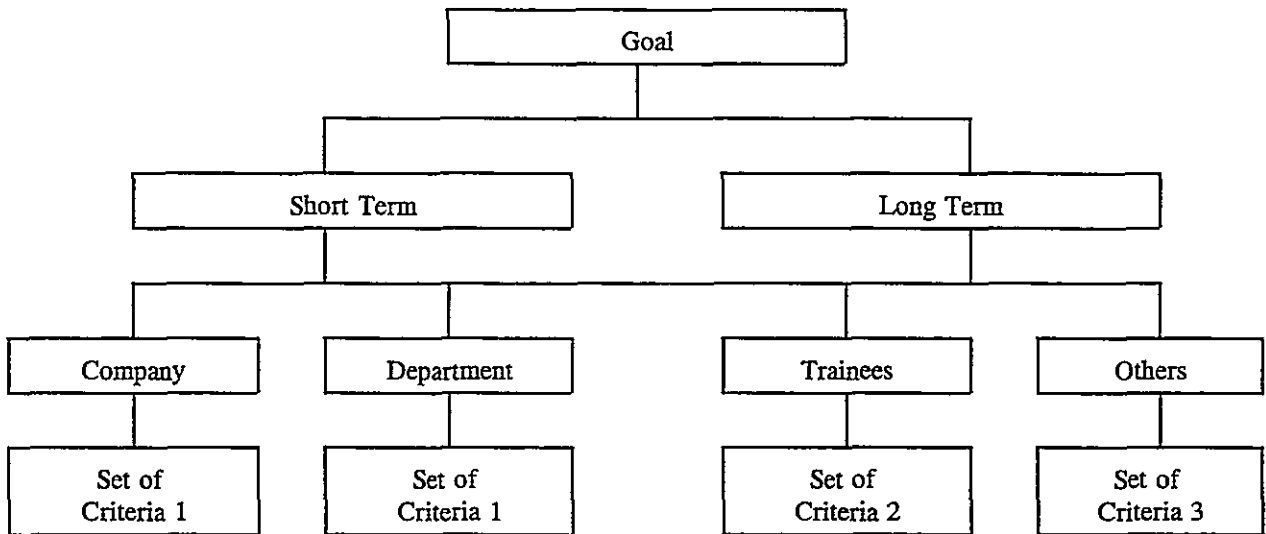 Goal
Short Term
Long Term
Company
Department
Trainees
Others
Set of
Criteria 1
Set of
Criteria 1
Set of
Criteria 2
Set of
Criteria 3